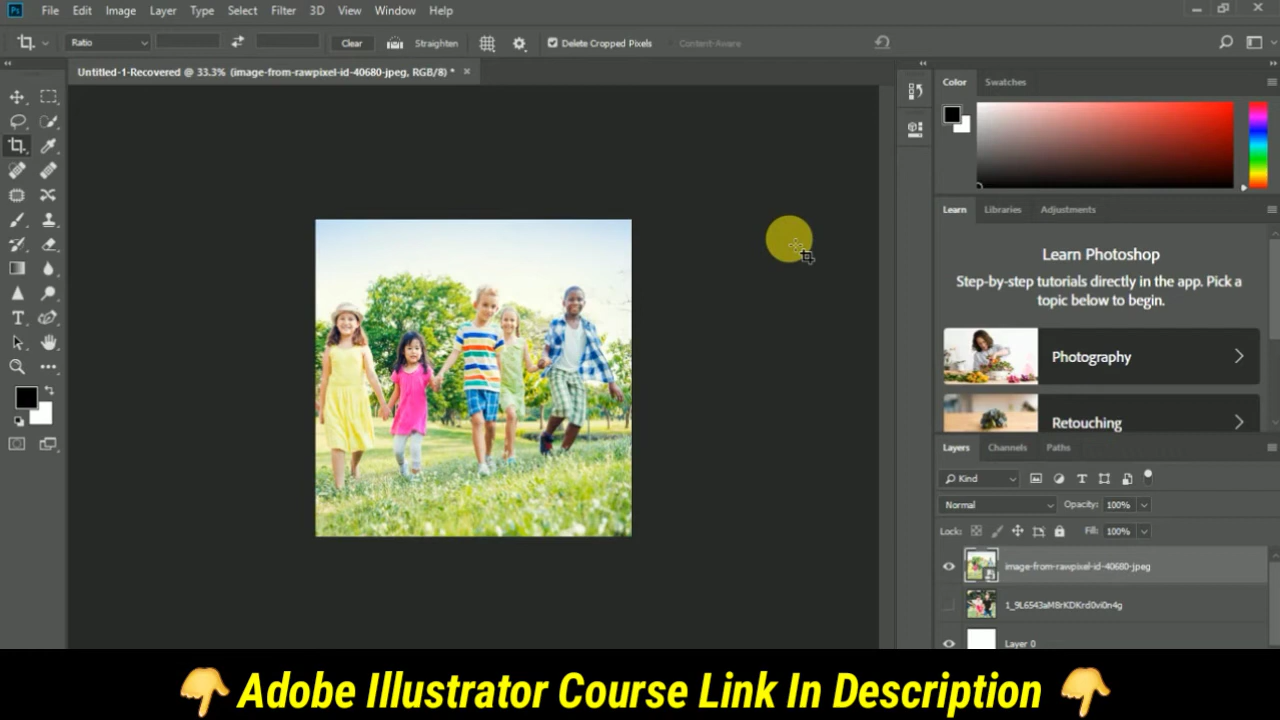 Ps File Edit Image Layer Type Select Filter 3D View Window Help
Ratio Clear Straighten Delete Cropped Pixels Content-Aware
Untitled-1-Recovered @ 33.3% (image-from-rawpixel-id-40680-jpeg, RGB/8) *
Color Swatches
Learn Libraries Adjustments
Learn Photoshop
Step-by-step tutorials directly in the app. Pick a
topic below to begin.
Photography
Retouching
Layers Channels Paths
Kind
Normal Opacity: 100%
Lock: Fill: 100%
image-from-rawpixel-id-40680-jpeg
1_9L6543aM8rKDKrd0vi0n4g
Layer 0
Adobe Illustrator Course Link In Description